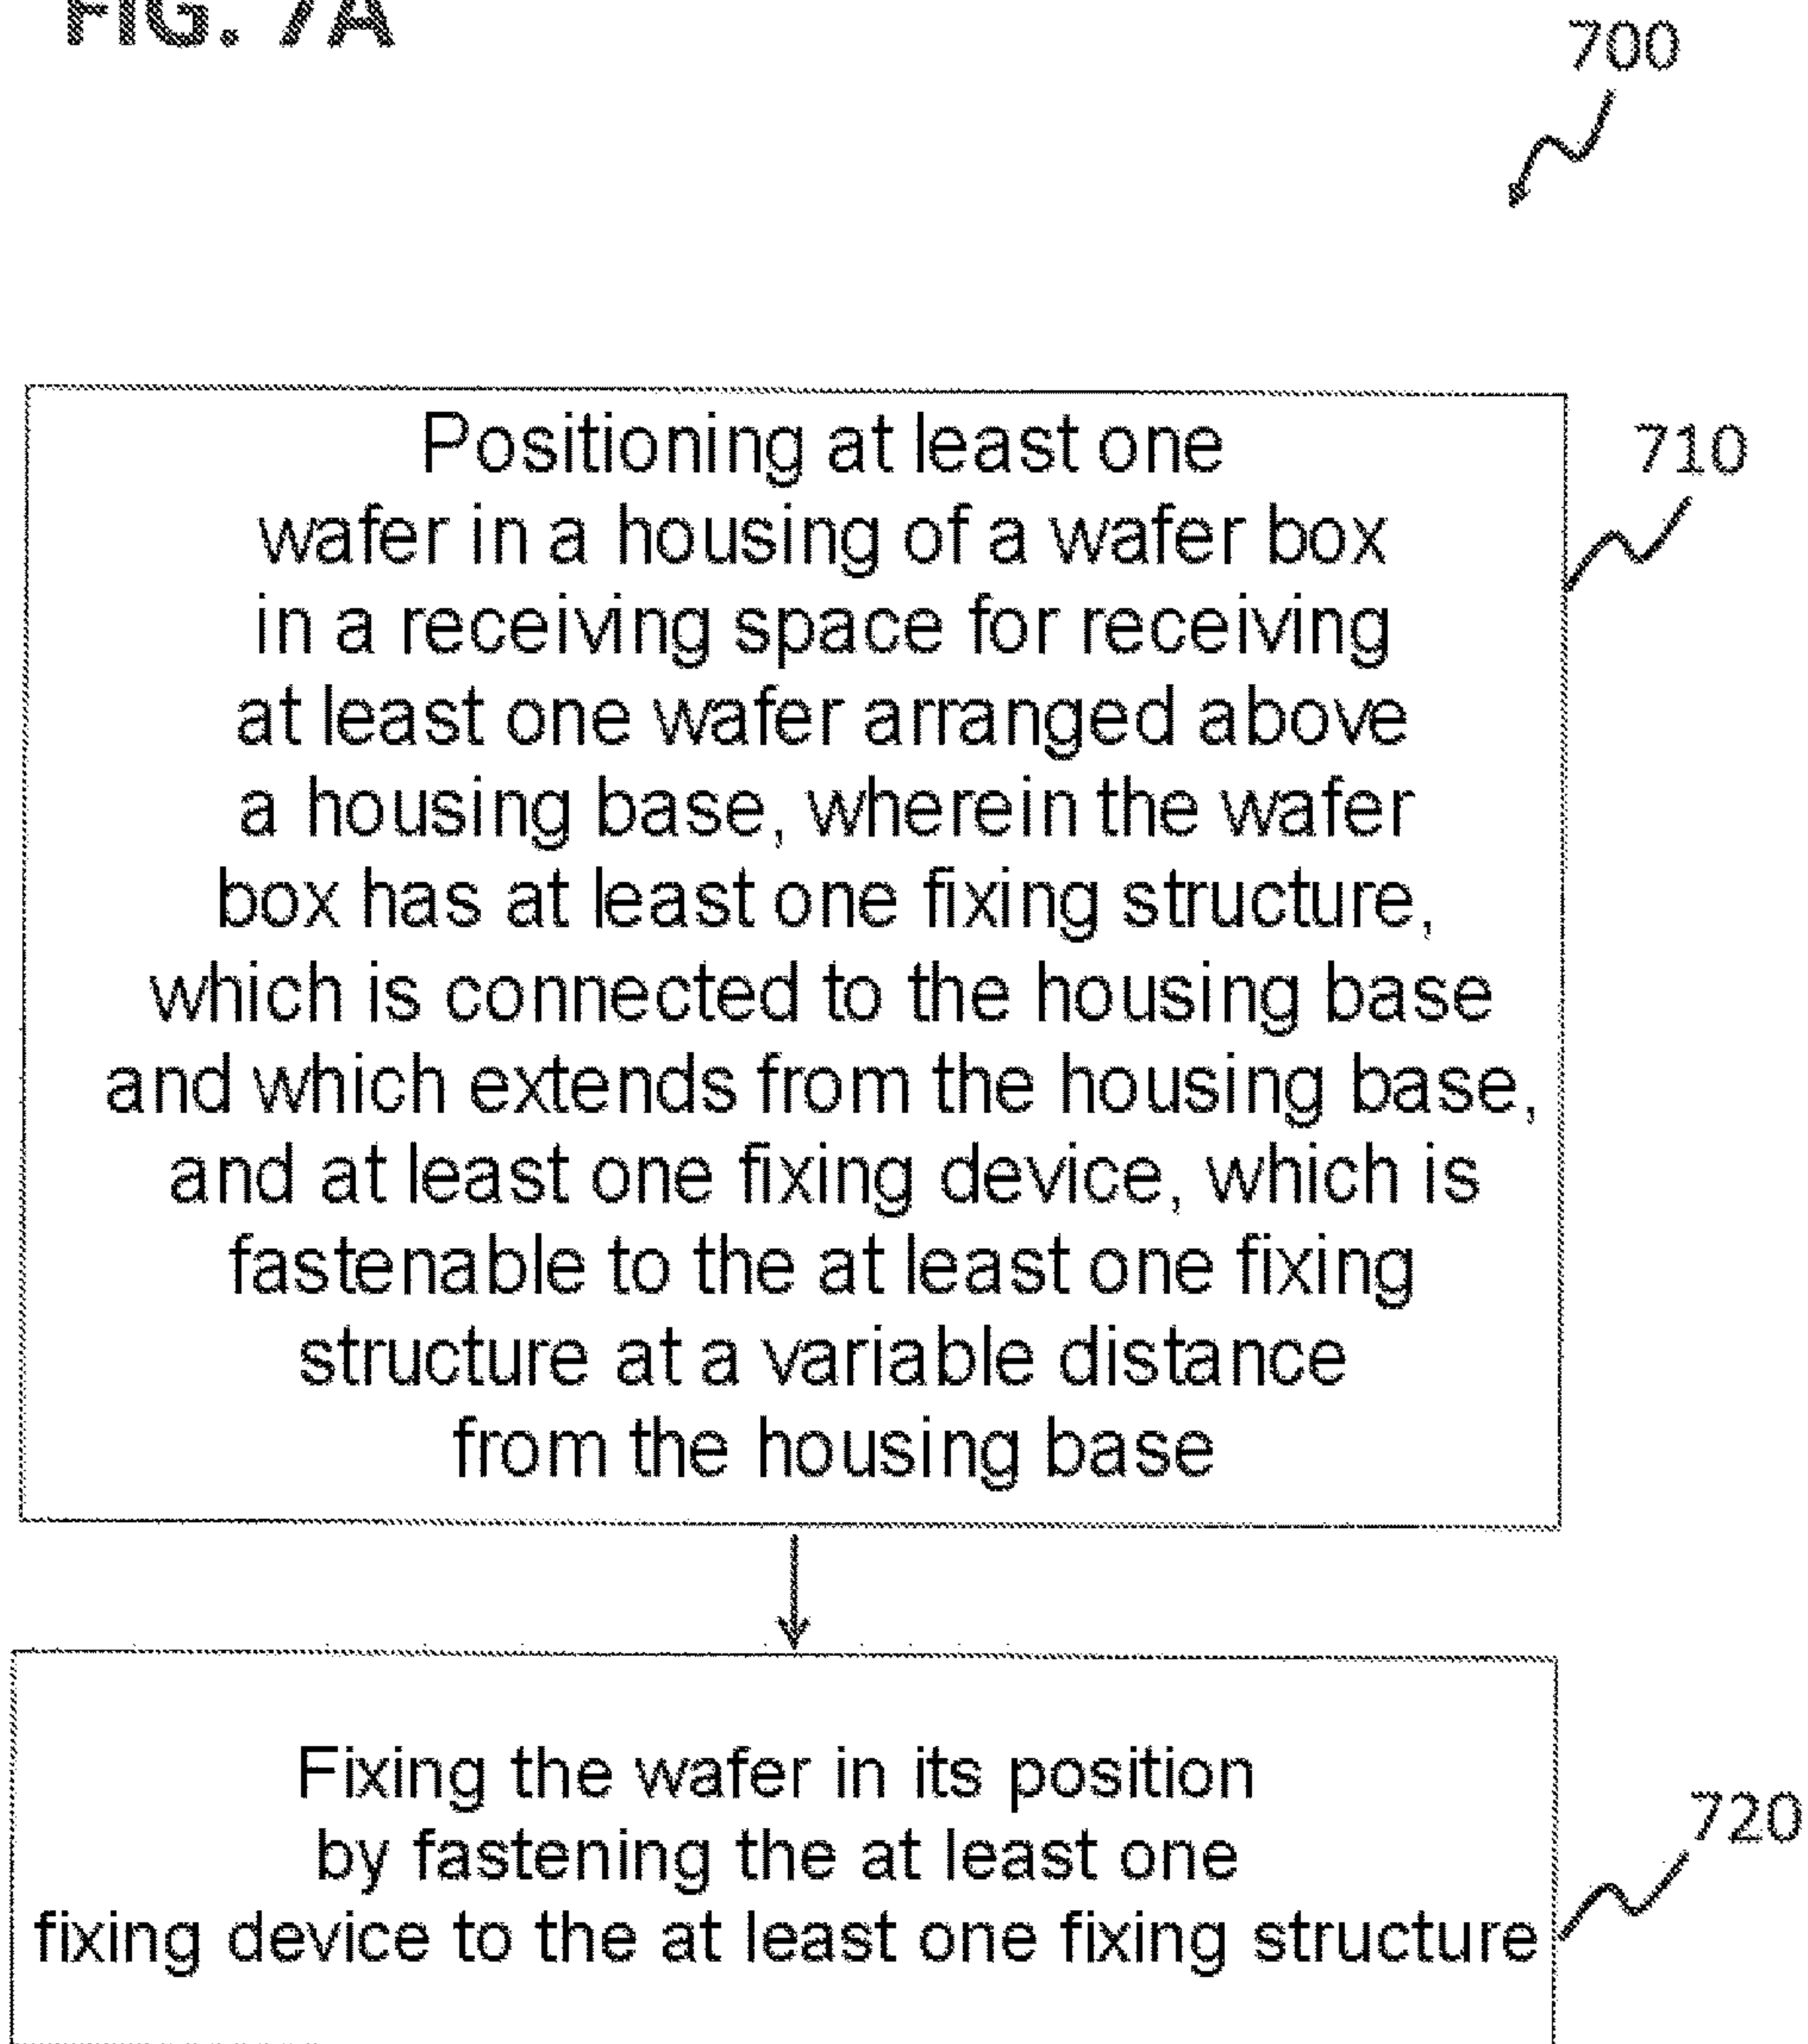 FIG. 7A
700
Positioning at least one
wafer in a housing of a wafer box
in a receiving space for receiving
at least one wafer arranged above
a housing base, wherein the wafer
box has at least one fixing structure,
which is connected to the housing base
and which extends from the housing base,
and at least one fixing device, which is
fastenable to the at least one fixing
structure at a variable distance
from the housing base
710
Fixing the wafer in its position
by fastening the at least one
fixing device to the at least one fixing structure
720